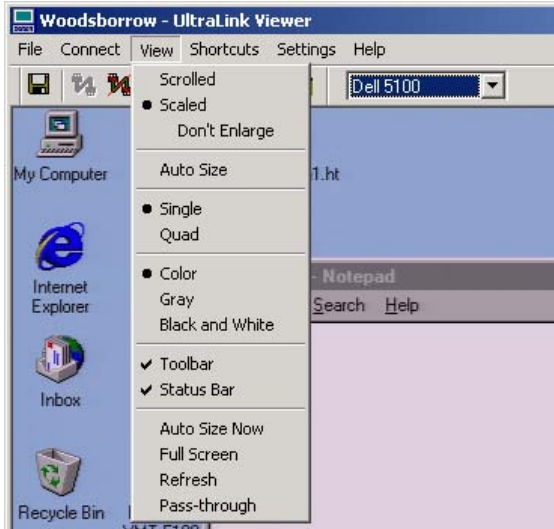 Woodsborrow - UltraLink Viewer
File Connect View Shortcuts Settings Help
Dell 5100
Scrolled
Scaled
Don't Enlarge
Auto Size
Single
Quad
Color
Gray
Black and White
Toolbar
Status Bar
Auto Size Now
Full Screen
Refresh
Pass-through
My Computer
1.ht
Internet
Explorer
- Notepad
Search Help
Inbox
Recycle Bin